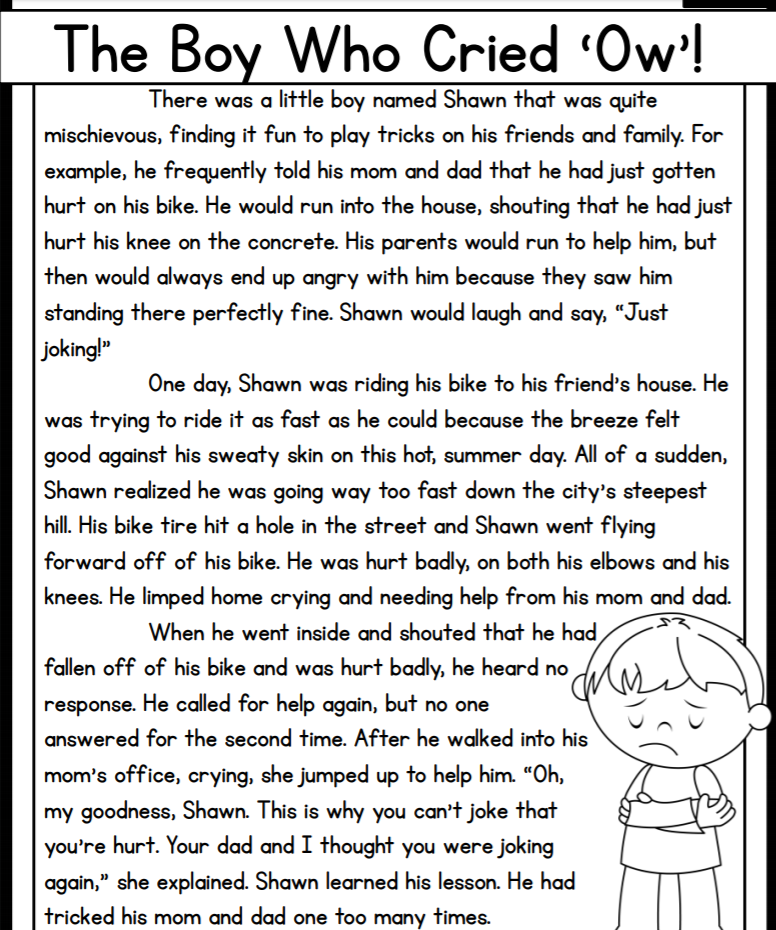 The Boy Who Cried ‘Ow’!
There was a little boy named Shawn that was quite
mischievous, finding it fun to play tricks on his friends and family. For
example, he frequently told his mom and dad that he had just gotten
hurt on his bike. He would run into the house, shouting that he had just
hurt his knee on the concrete. His parents would run to help him, but
then would always end up angry with him because they saw him
standing there perfectly fine. Shawn would laugh and say, “Just
joking!”
One day, Shawn was riding his bike to his friend’s house. He
was trying to ride it as fast as he could because the breeze felt
good against his sweaty skin on this hot, summer day. All of a sudden,
Shawn realized he was going way too fast down the city’s steepest
hill. His bike tire hit a hole in the street and Shawn went flying
forward off of his bike. He was hurt badly, on both his elbows and his
knees. He limped home crying and needing help from his mom and dad.
When he went inside and shouted that he had
fallen off of his bike and was hurt badly, he heard no
response. He called for help again, but no one
answered for the second time. After he walked into his
mom’s office, crying, she jumped up to help him. “Oh,
my goodness, Shawn. This is why you can’t joke that
you’re hurt. Your dad and I thought you were joking
again,” she explained. Shawn learned his lesson. He had
tricked his mom and dad one too many times.